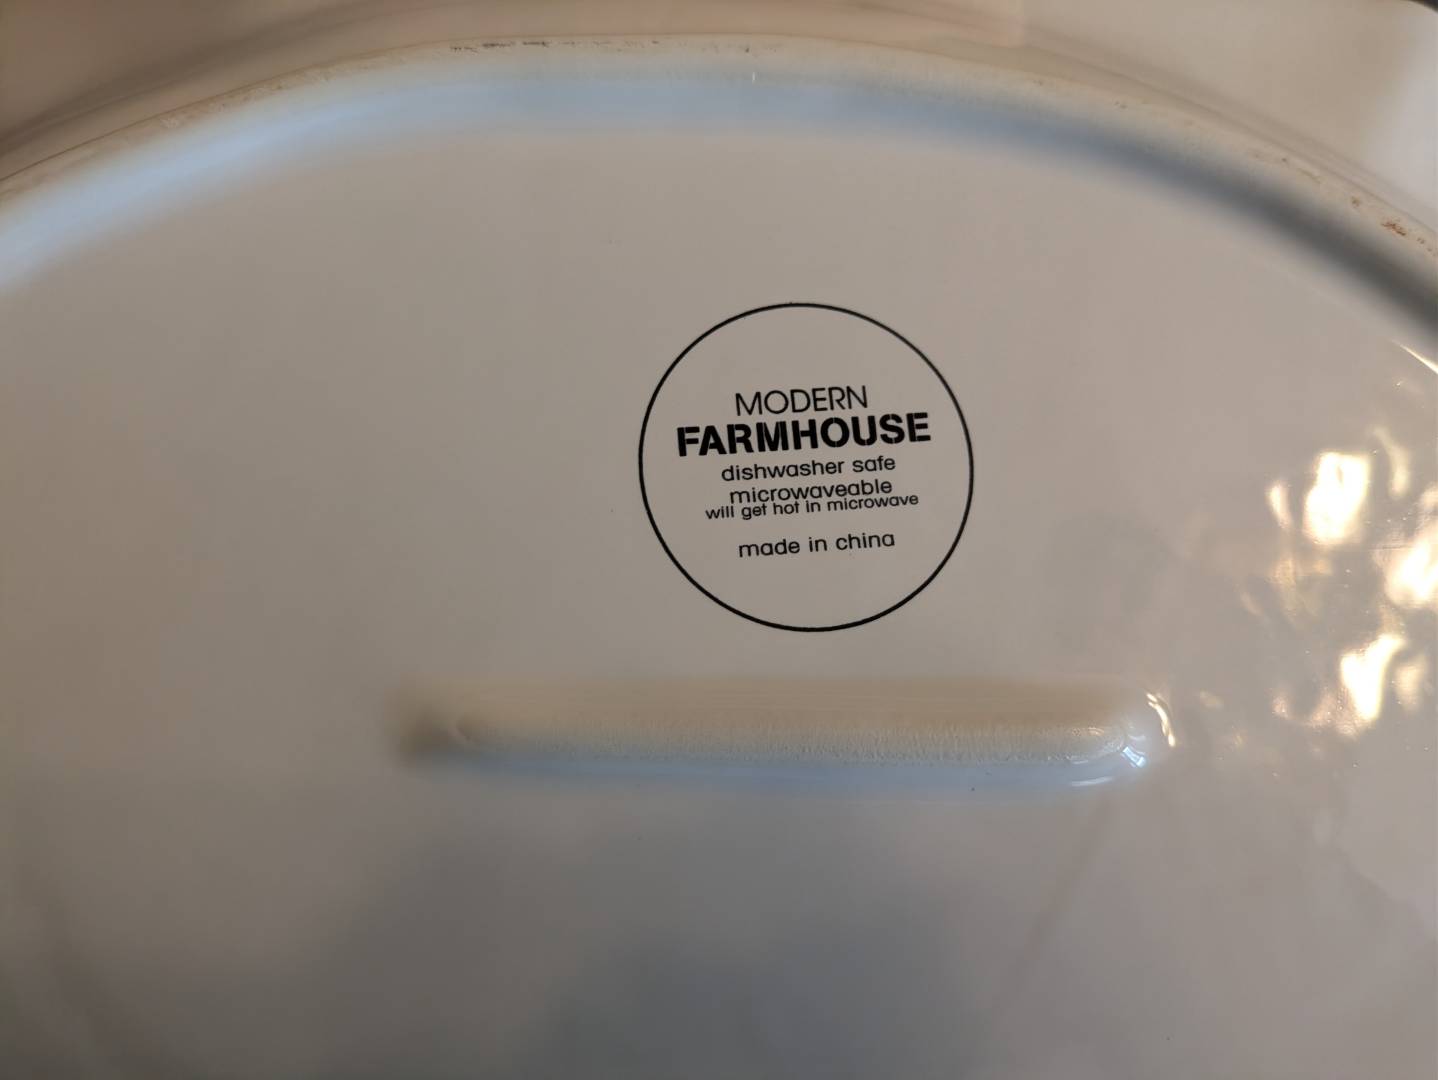 MODERN
FARMHOUSE
dishwasher safe
microwaveable
will get hot in microwave
made in china